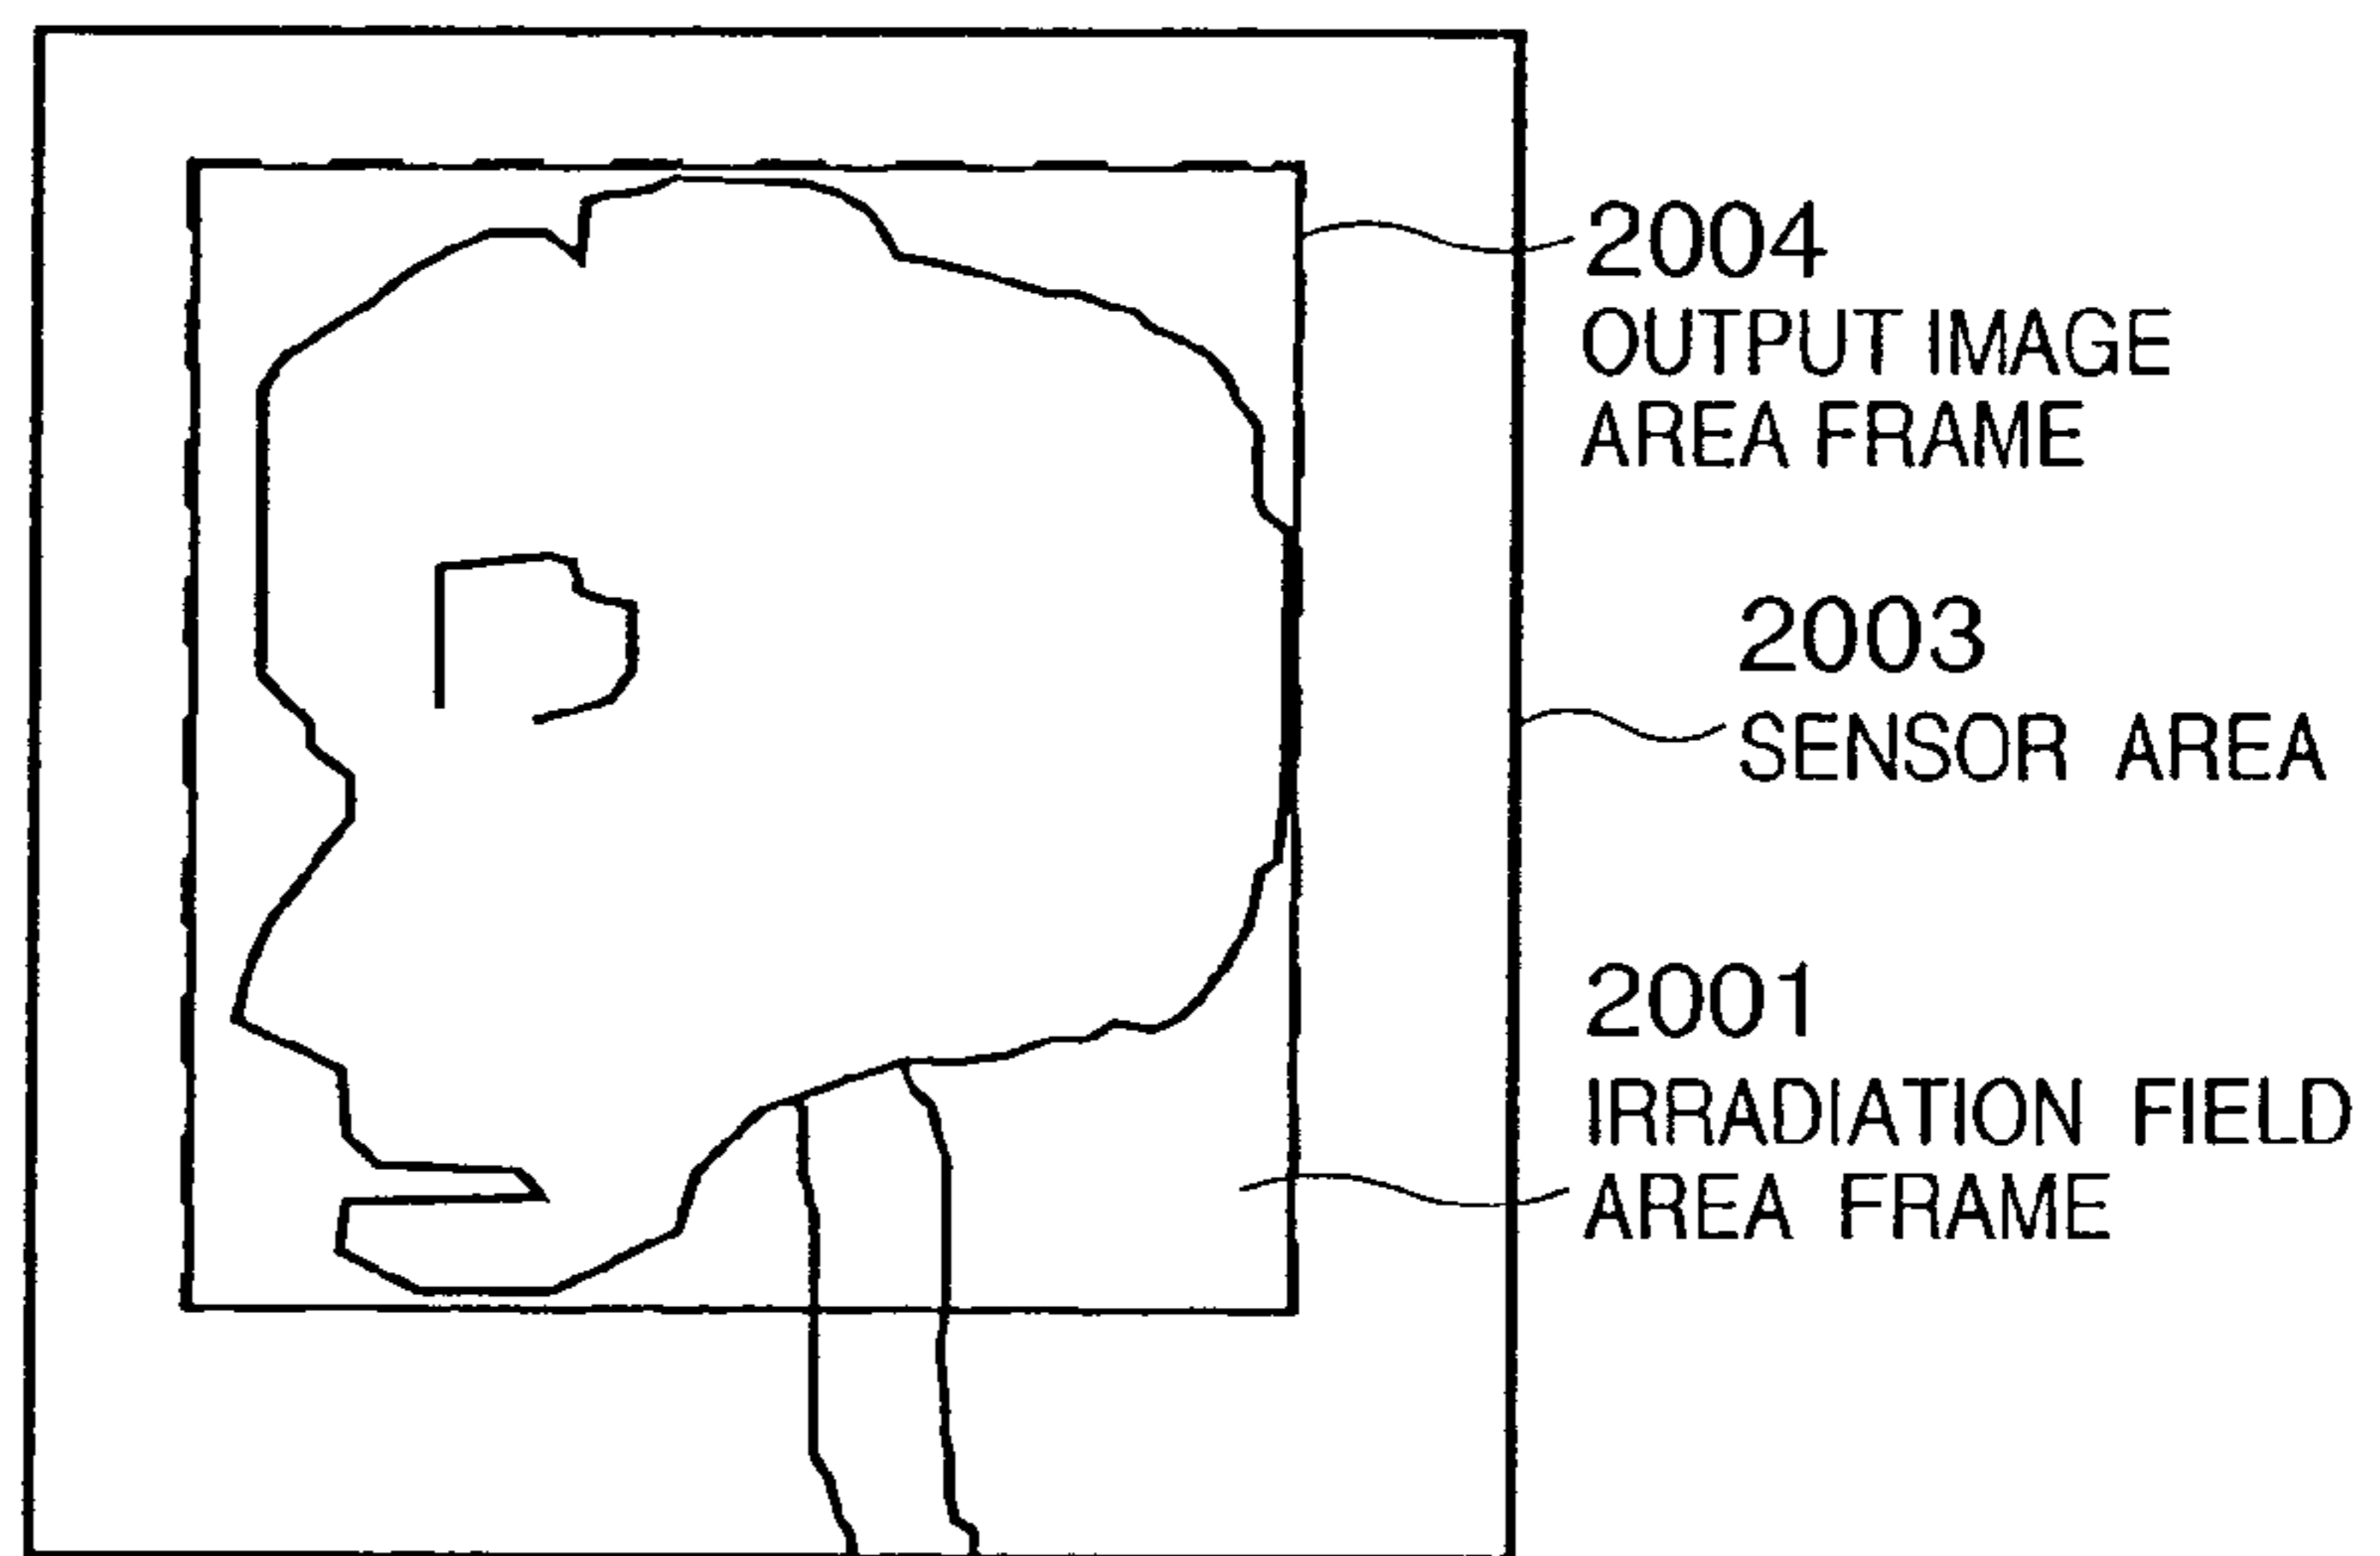 2004
OUTPUT IMAGE
AREA FRAME
2003
SENSOR AREA
2001
IRRADIATION FIELD
AREA FRAME